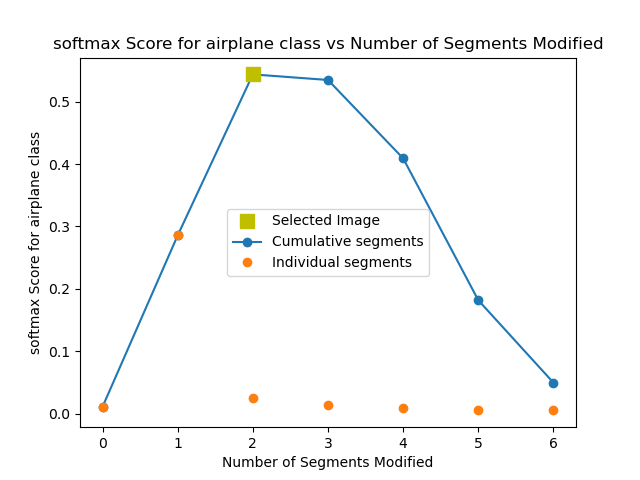 softmax Score for airplane class vs Number of Segments Modified
softmax Score for airplane class
0.5
0.4
0.3
0.2
0.1
0.0
Selected Image
Cumulative segments
Individual segments
0 1 2 3 4 5 6
Number of Segments Modified